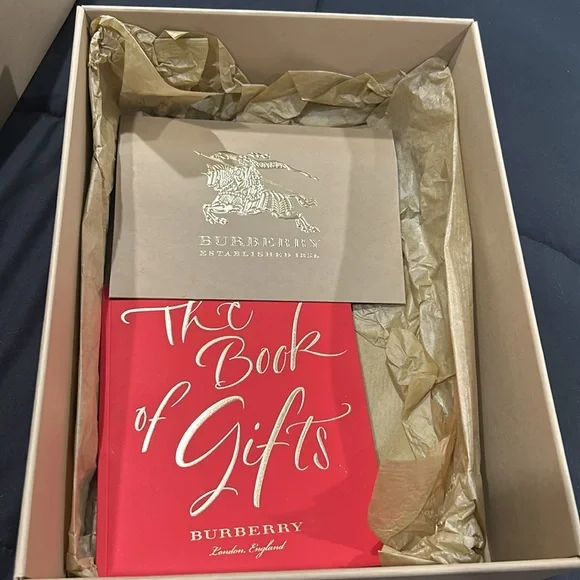 BURBERRY
ESTABLISHED 1856
The
Book
of
Gifts
BURBERRY
London, England